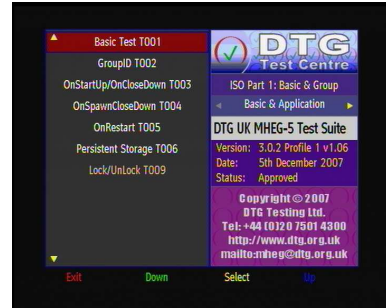 Basic Test T001
GroupID T002
OnStartUp/OnCloseDown T003
OnSpawnCloseDown T004
OnRestart T005
Persistent Storage T006
Lock/UnLock T009
DTG
Test Centre
ISO Part 1: Basic & Group
Basic & Application
DTG UK MHEG-5 Test Suite
Version: 3.0.2 Profile 1 v1.06
Date: 5th December 2007
Status: Approved
Copyright © 2007
DTG Testing Ltd.
Tel: +44 (0)20 7501 4300
http://www.dtg.org.uk
mailto:mheg@dtg.org.uk
Exit Down Select Up